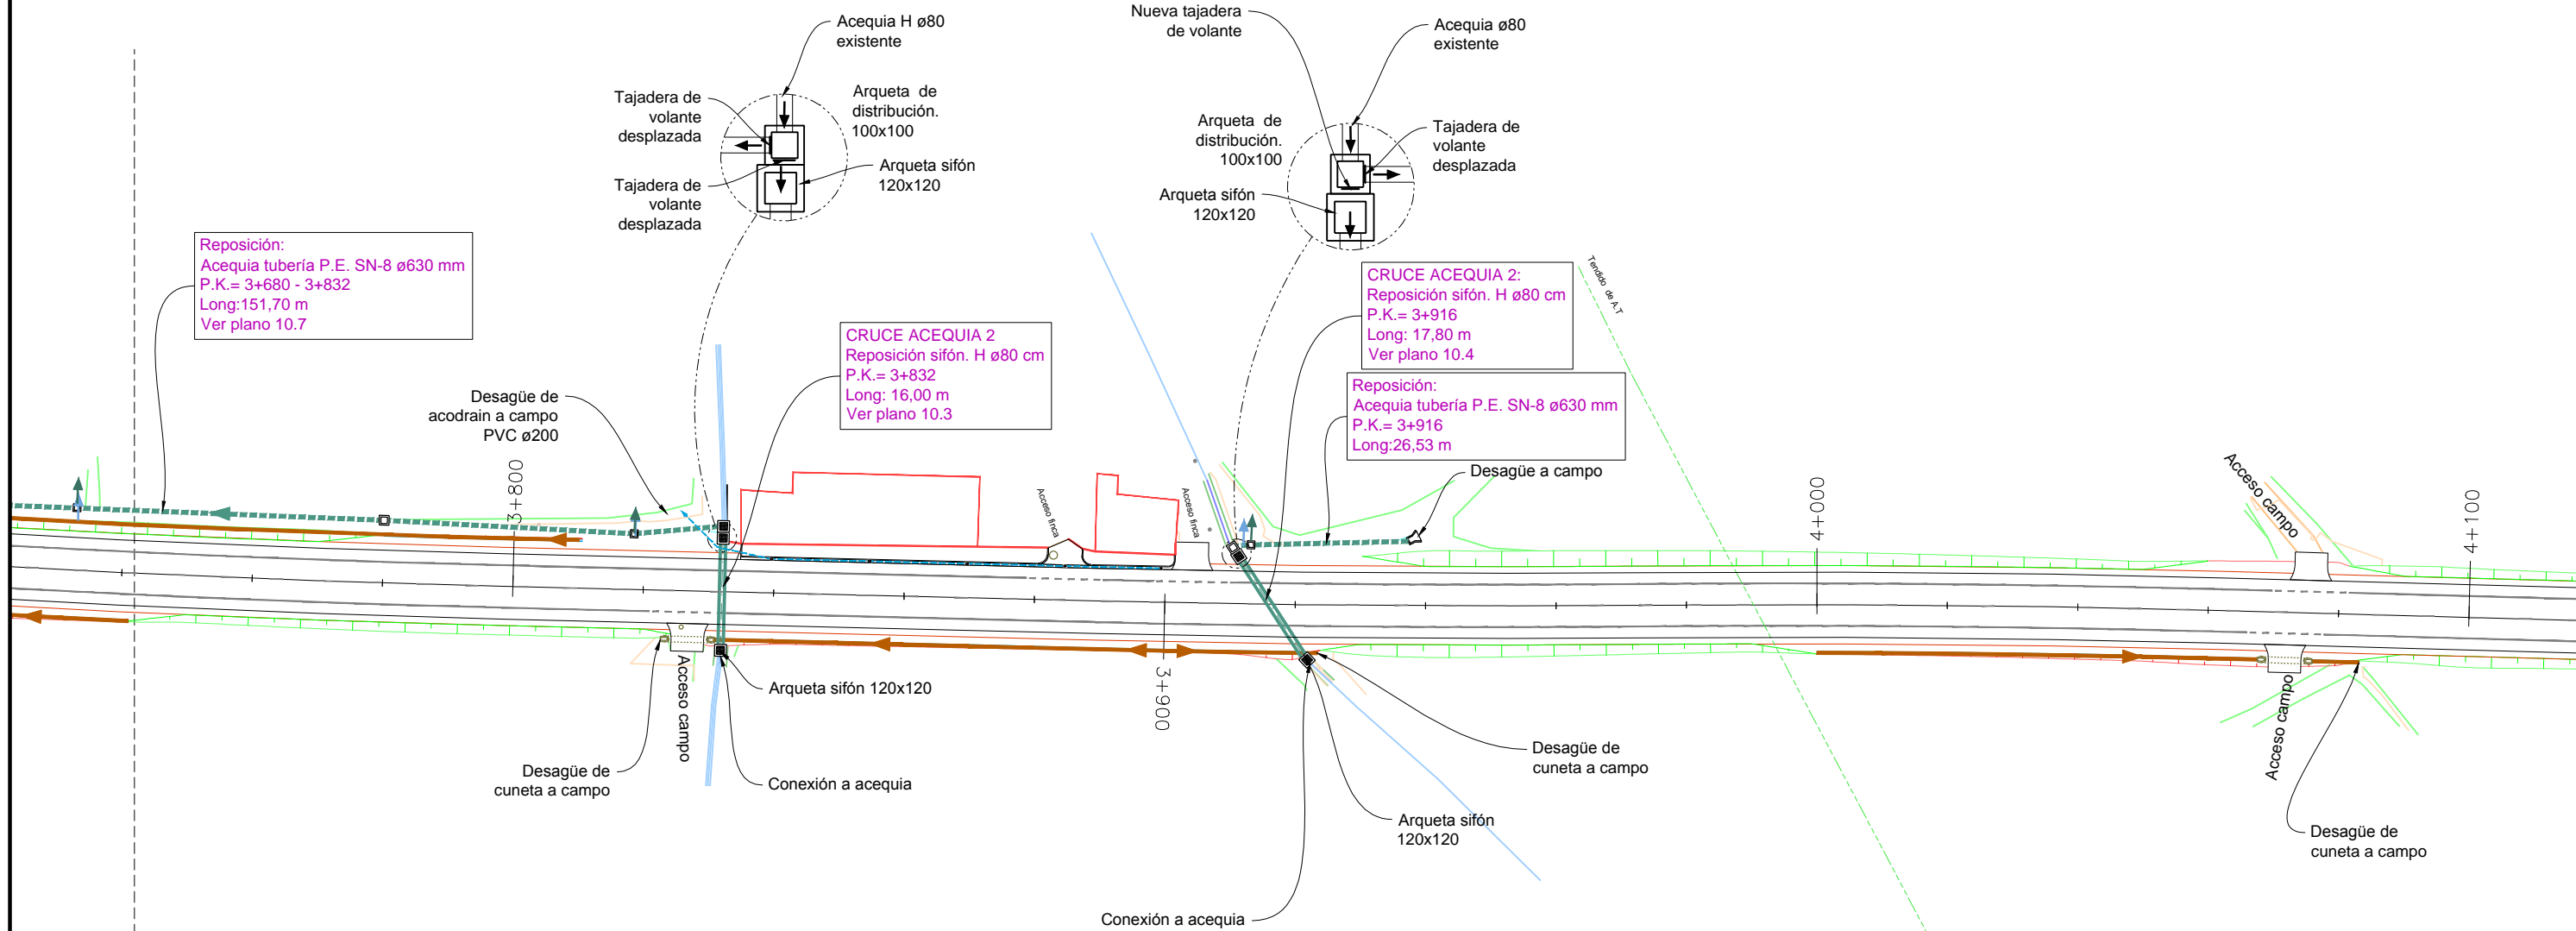 Acequia H ø80
existente
Tajadera de
volante
desplazada
Arqueta de
distribución.
100x100
Arqueta sifón
120x120
Tajadera de
volante
desplazada
Nueva tajadera
de volante
Acequia ø80
existente
Arqueta de
distribución.
100x100
Tajadera de
volante
desplazada
Arqueta sifón
120x120
Reposición:
Acequia tubería P.E. SN-8 ø630 mm
P.K.= 3+680 - 3+832
Long:151,70 m
Ver plano 10.7
CRUCE ACEQUIA 2
Reposición sifón. H ø80 cm
P.K.= 3+832
Long: 16,00 m
Ver plano 10.3
CRUCE ACEQUIA 2:
Reposición sifón. H ø80 cm
P.K.= 3+916
Long: 17,80 m
Ver plano 10.4
Reposición:
Acequia tubería P.E. SN-8 ø630 mm
P.K.= 3+916
Long:26,53 m
Tendido de A.T
Desagüe de
acodrain a campo
PVC ø200
Desagüe a campo
3+800
Acceso finca
Acceso finca
4+000
Acceso campo
4+100
Acceso campo
Arqueta sifón 120x120
3+900
Acceso campo
Desagüe de
cuneta a campo
Conexión a acequia
Desagüe de
cuneta a campo
Arqueta sifón
120x120
Desagüe de
cuneta a campo
Conexión a acequia